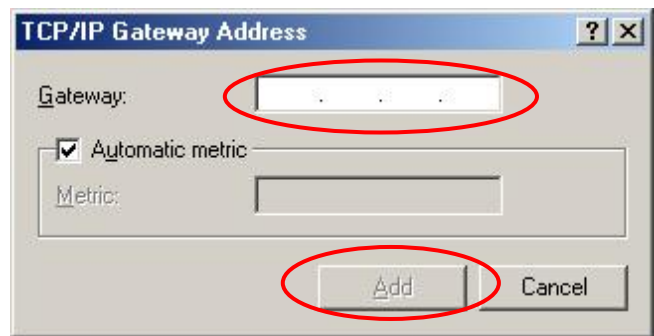 TCP/IP Gateway Address ? X
Gateway: . . .
Automatic metric
Metric:
Add Cancel